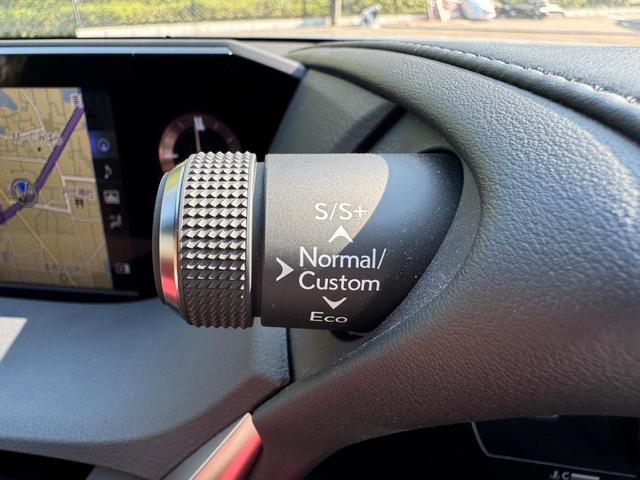 S/S+
Normal/
Custom
Eco